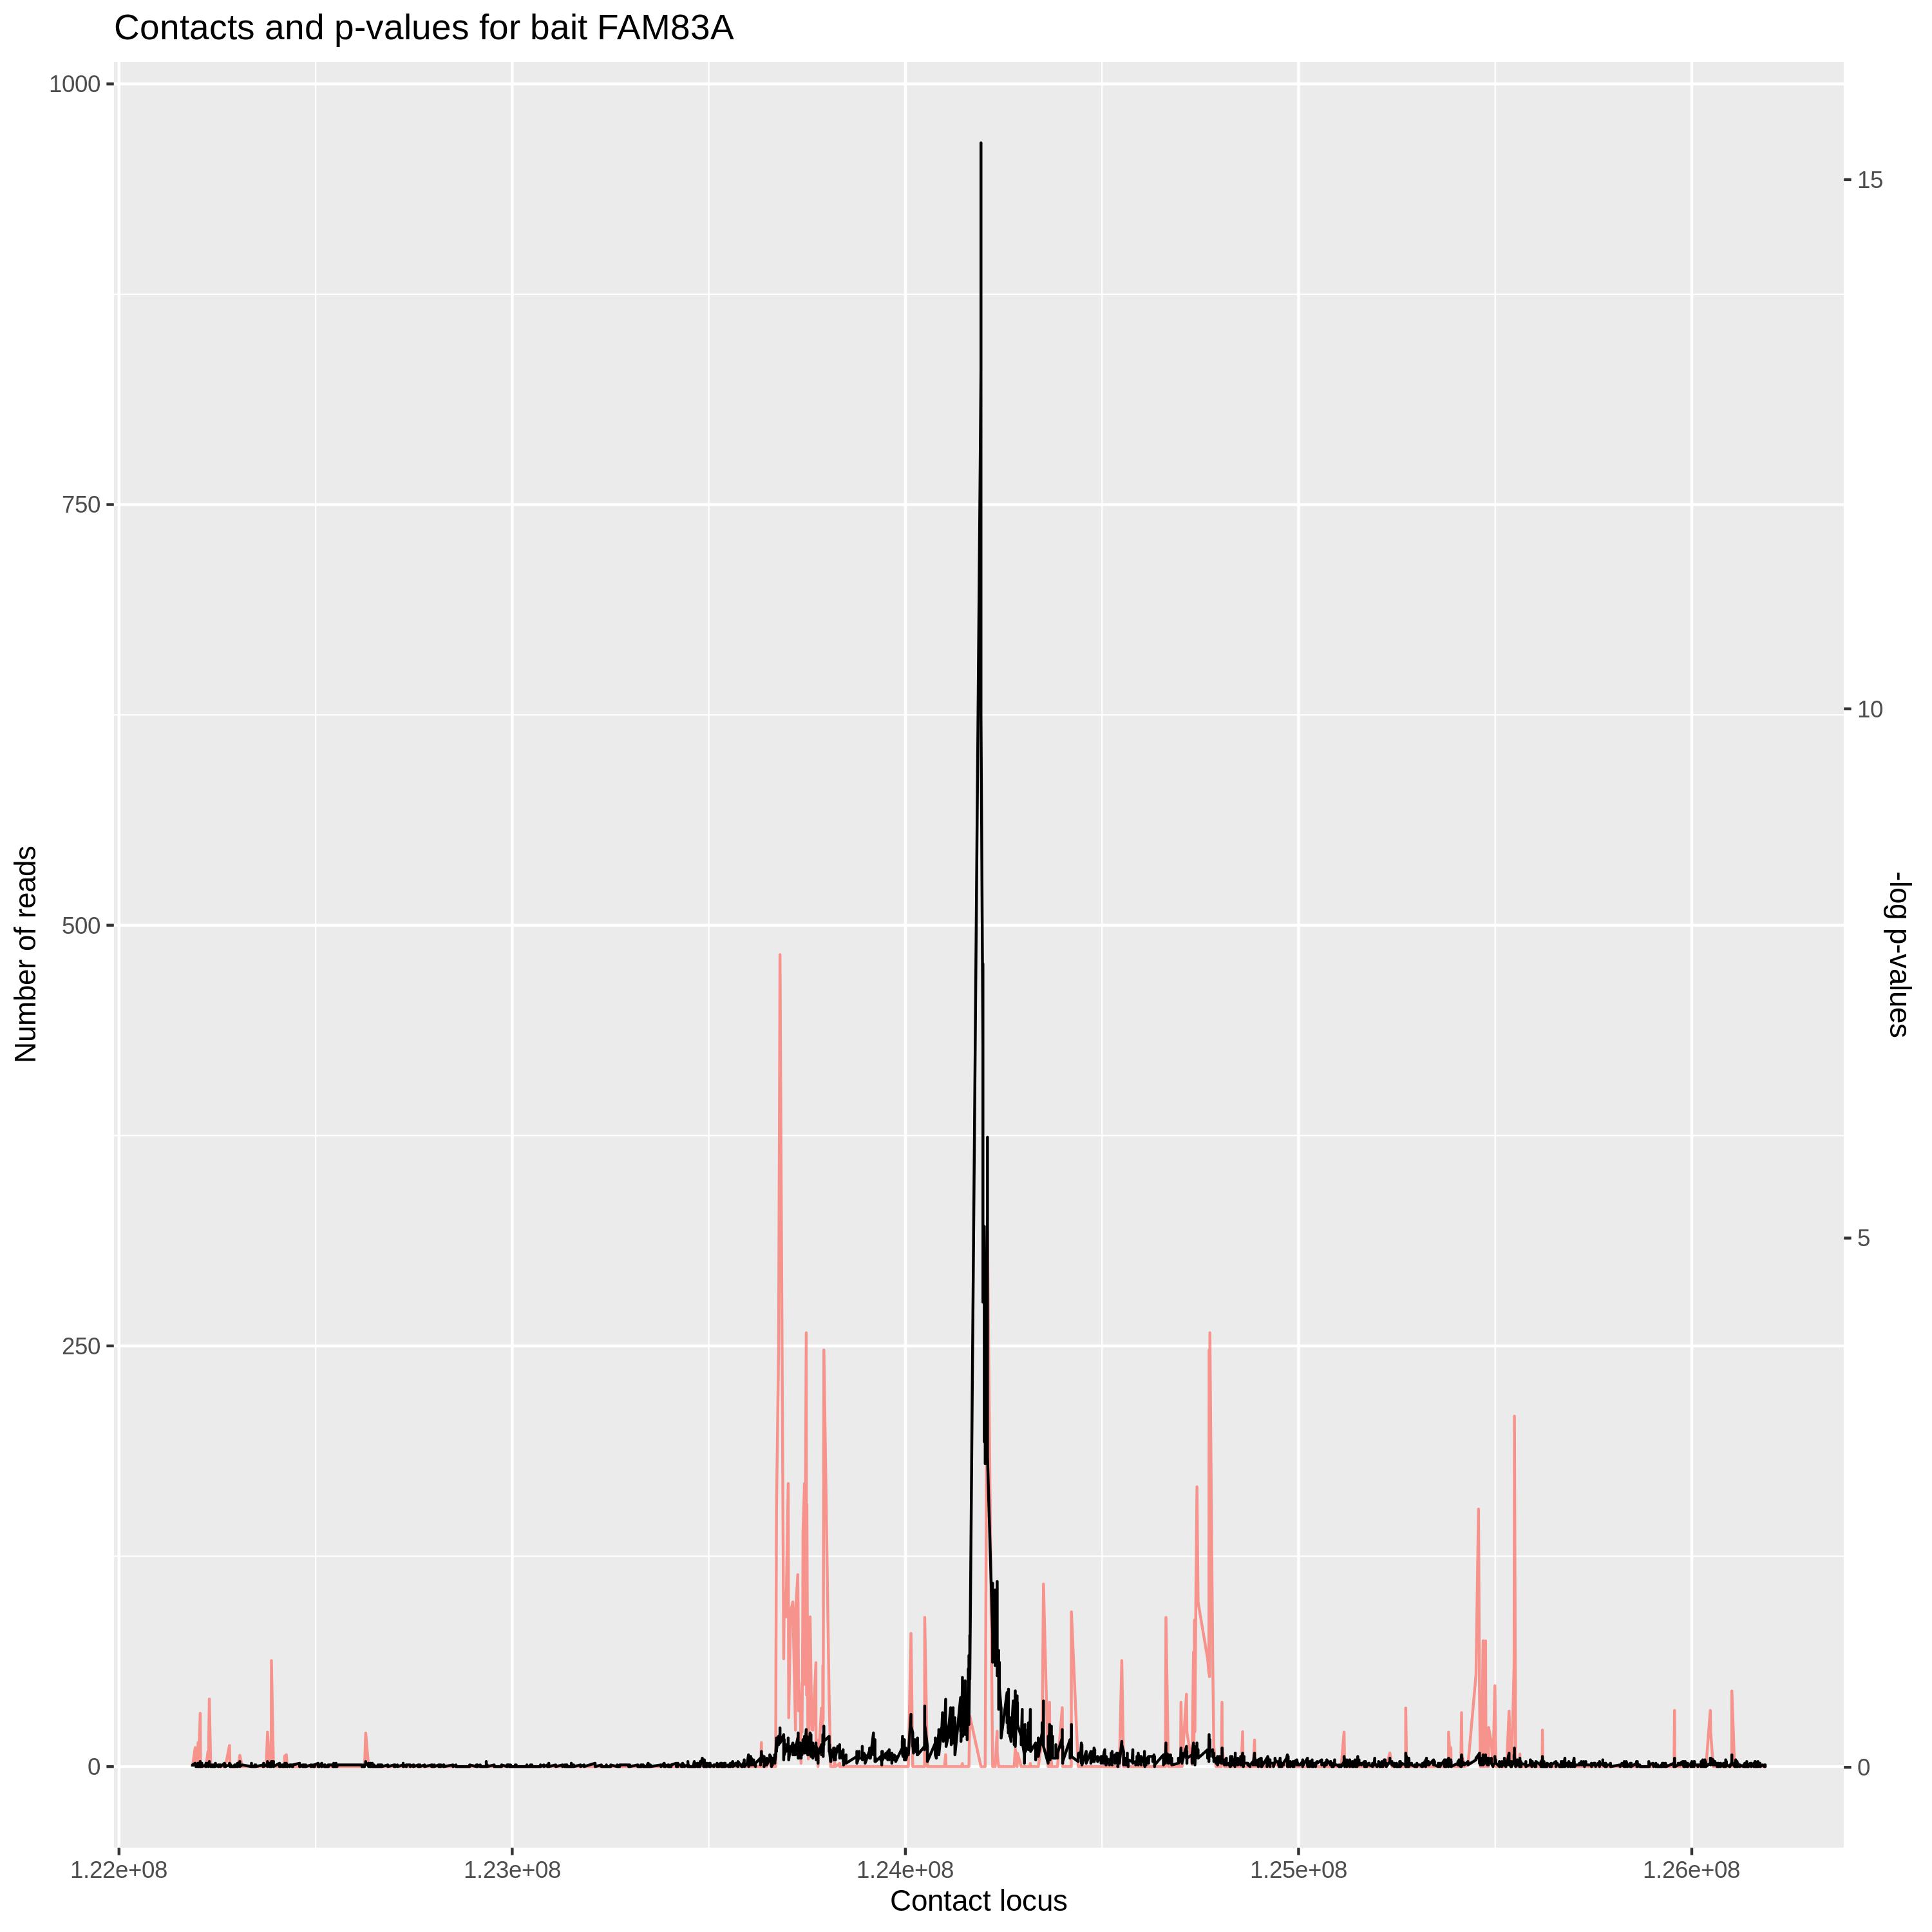 Contacts and p-values for bait FAM83A
1000
750
500
250
0
Number of reads
15
10
5
0
-log p-values
1.22e+08
1.23e+08
1.24e+08
1.25e+08
1.26e+08
Contact locus